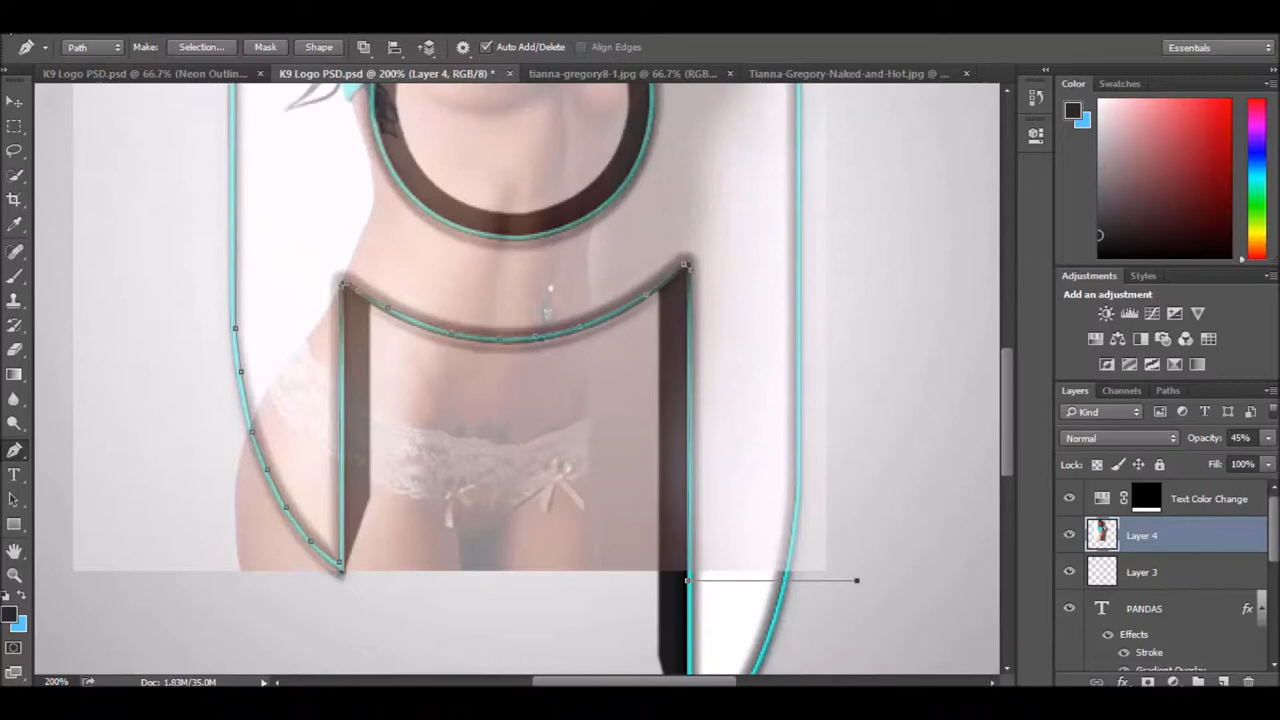 Path Make: Selection... Mask Shape Auto Add/Delete Align Edges Essentials
K9 Logo PSD.psd @ 66.7% (Neon Outlin... × K9 Logo PSD.psd @ 200% (Layer 4, RGB/8) * × tianna-gregory8-1.jpg @ 66.7% (RGB... × Tianna-Gregory-Naked-and-Hot.jpg @ ... ×
Color Swatches
Adjustments Styles
Add an adjustment
Layers Channels Paths
Kind
Normal Opacity: 45%
Lock: Fill: 100%
Text Color Change
Layer 4
Layer 3
T PANDAS fx
Effects
Stroke
Gradient Overlay
200% Doc: 1.83M/35.0M